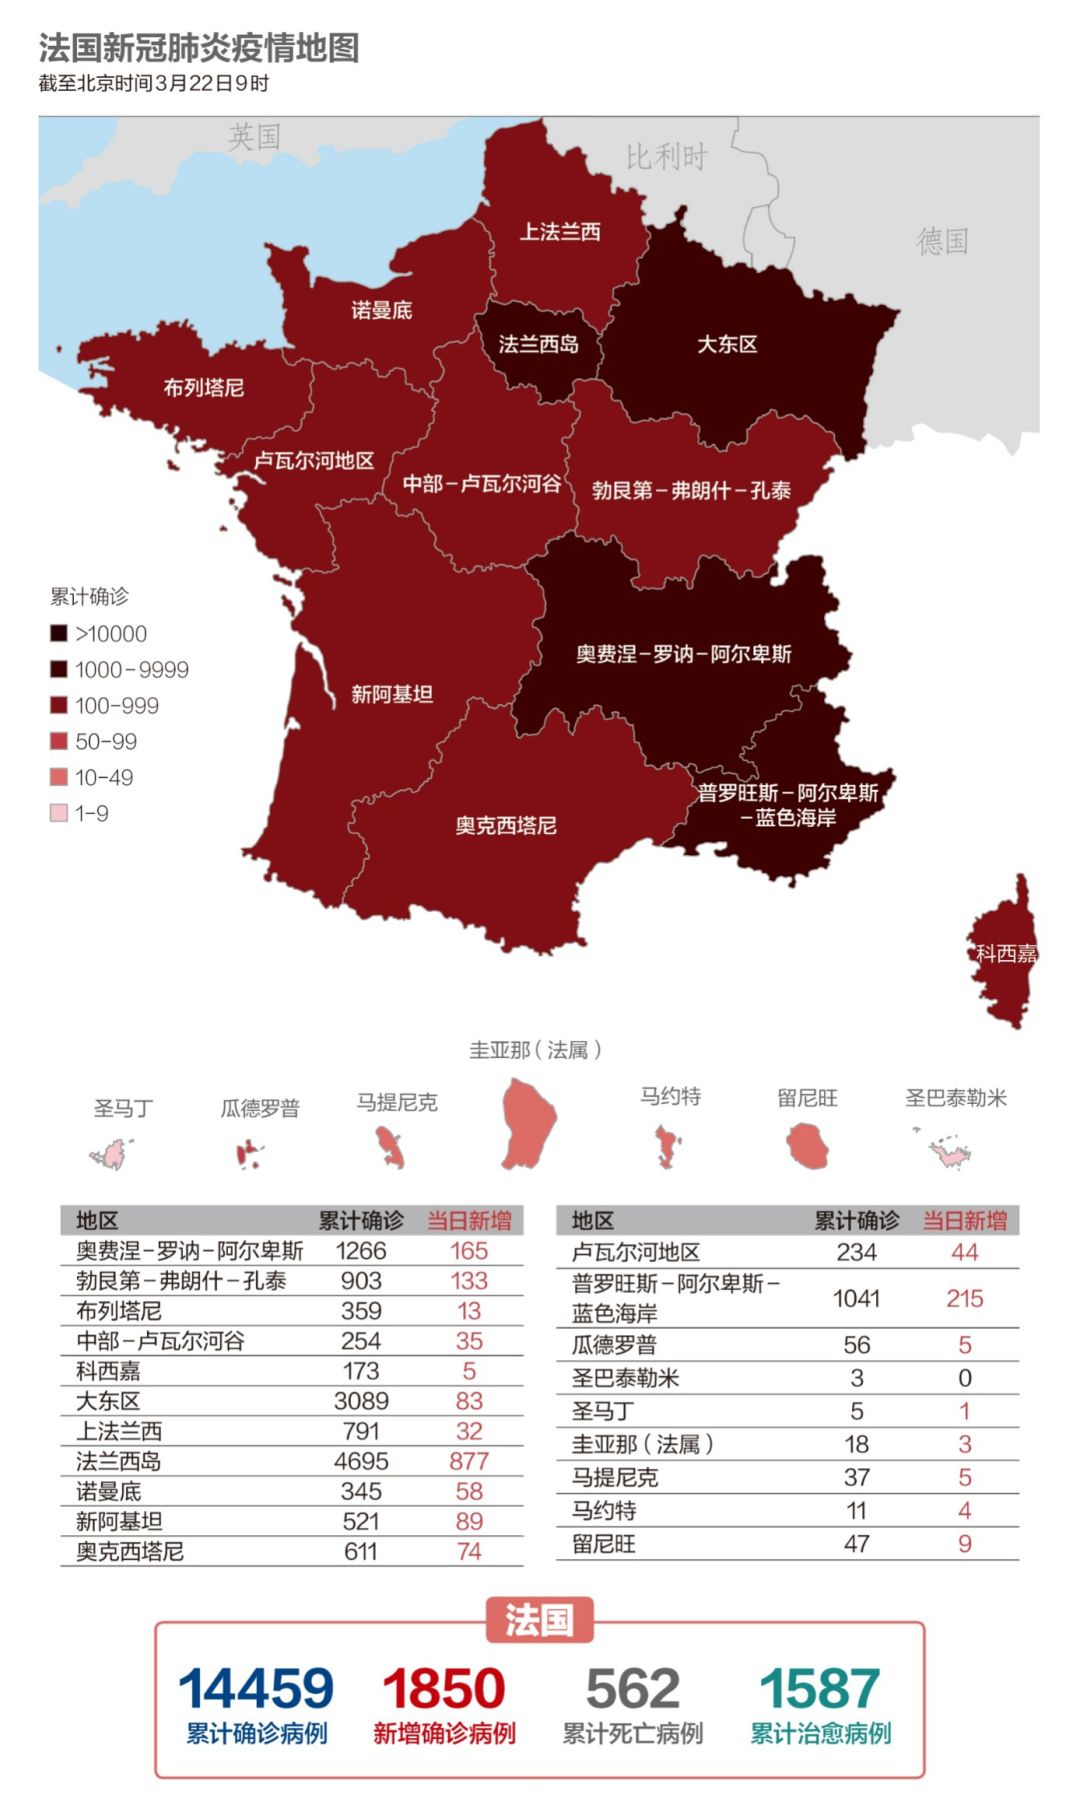 法国新冠肺炎疫情地图
截至北京时间3月22日9时
英国
比利时
德国
上法兰西
诺曼底
法兰西岛
大东区
布列塔尼
卢瓦尔河地区
中部-卢瓦尔河谷
勃艮第-弗朗什-孔泰
奥费涅-罗讷-阿尔卑斯
新阿基坦
奥克西塔尼
普罗旺斯-阿尔卑斯
-蓝色海岸
科西嘉
累计确诊
>10000
1000-9999
100-999
50-99
10-49
1-9
圭亚那(法属)
圣马丁
瓜德罗普
马提尼克
马约特
留尼旺
圣巴泰勒米
地区 累计确诊 当日新增
奥费涅-罗讷-阿尔卑斯 1266 165
勃艮第-弗朗什-孔泰 903 133
布列塔尼 359 13
中部-卢瓦尔河谷 254 35
科西嘉 173 5
大东区 3089 83
上法兰西 791 32
法兰西岛 4695 877
诺曼底 345 58
新阿基坦 521 89
奥克西塔尼 611 74
地区 累计确诊 当日新增
卢瓦尔河地区 234 44
普罗旺斯-阿尔卑斯-
蓝色海岸 1041 215
瓜德罗普 56 5
圣巴泰勒米 3 0
圣马丁 5 1
圭亚那(法属) 18 3
马提尼克 37 5
马约特 11 4
留尼旺 47 9
法国
14459 1850 562 1587
累计确诊病例 新增确诊病例 累计死亡病例 累计治愈病例